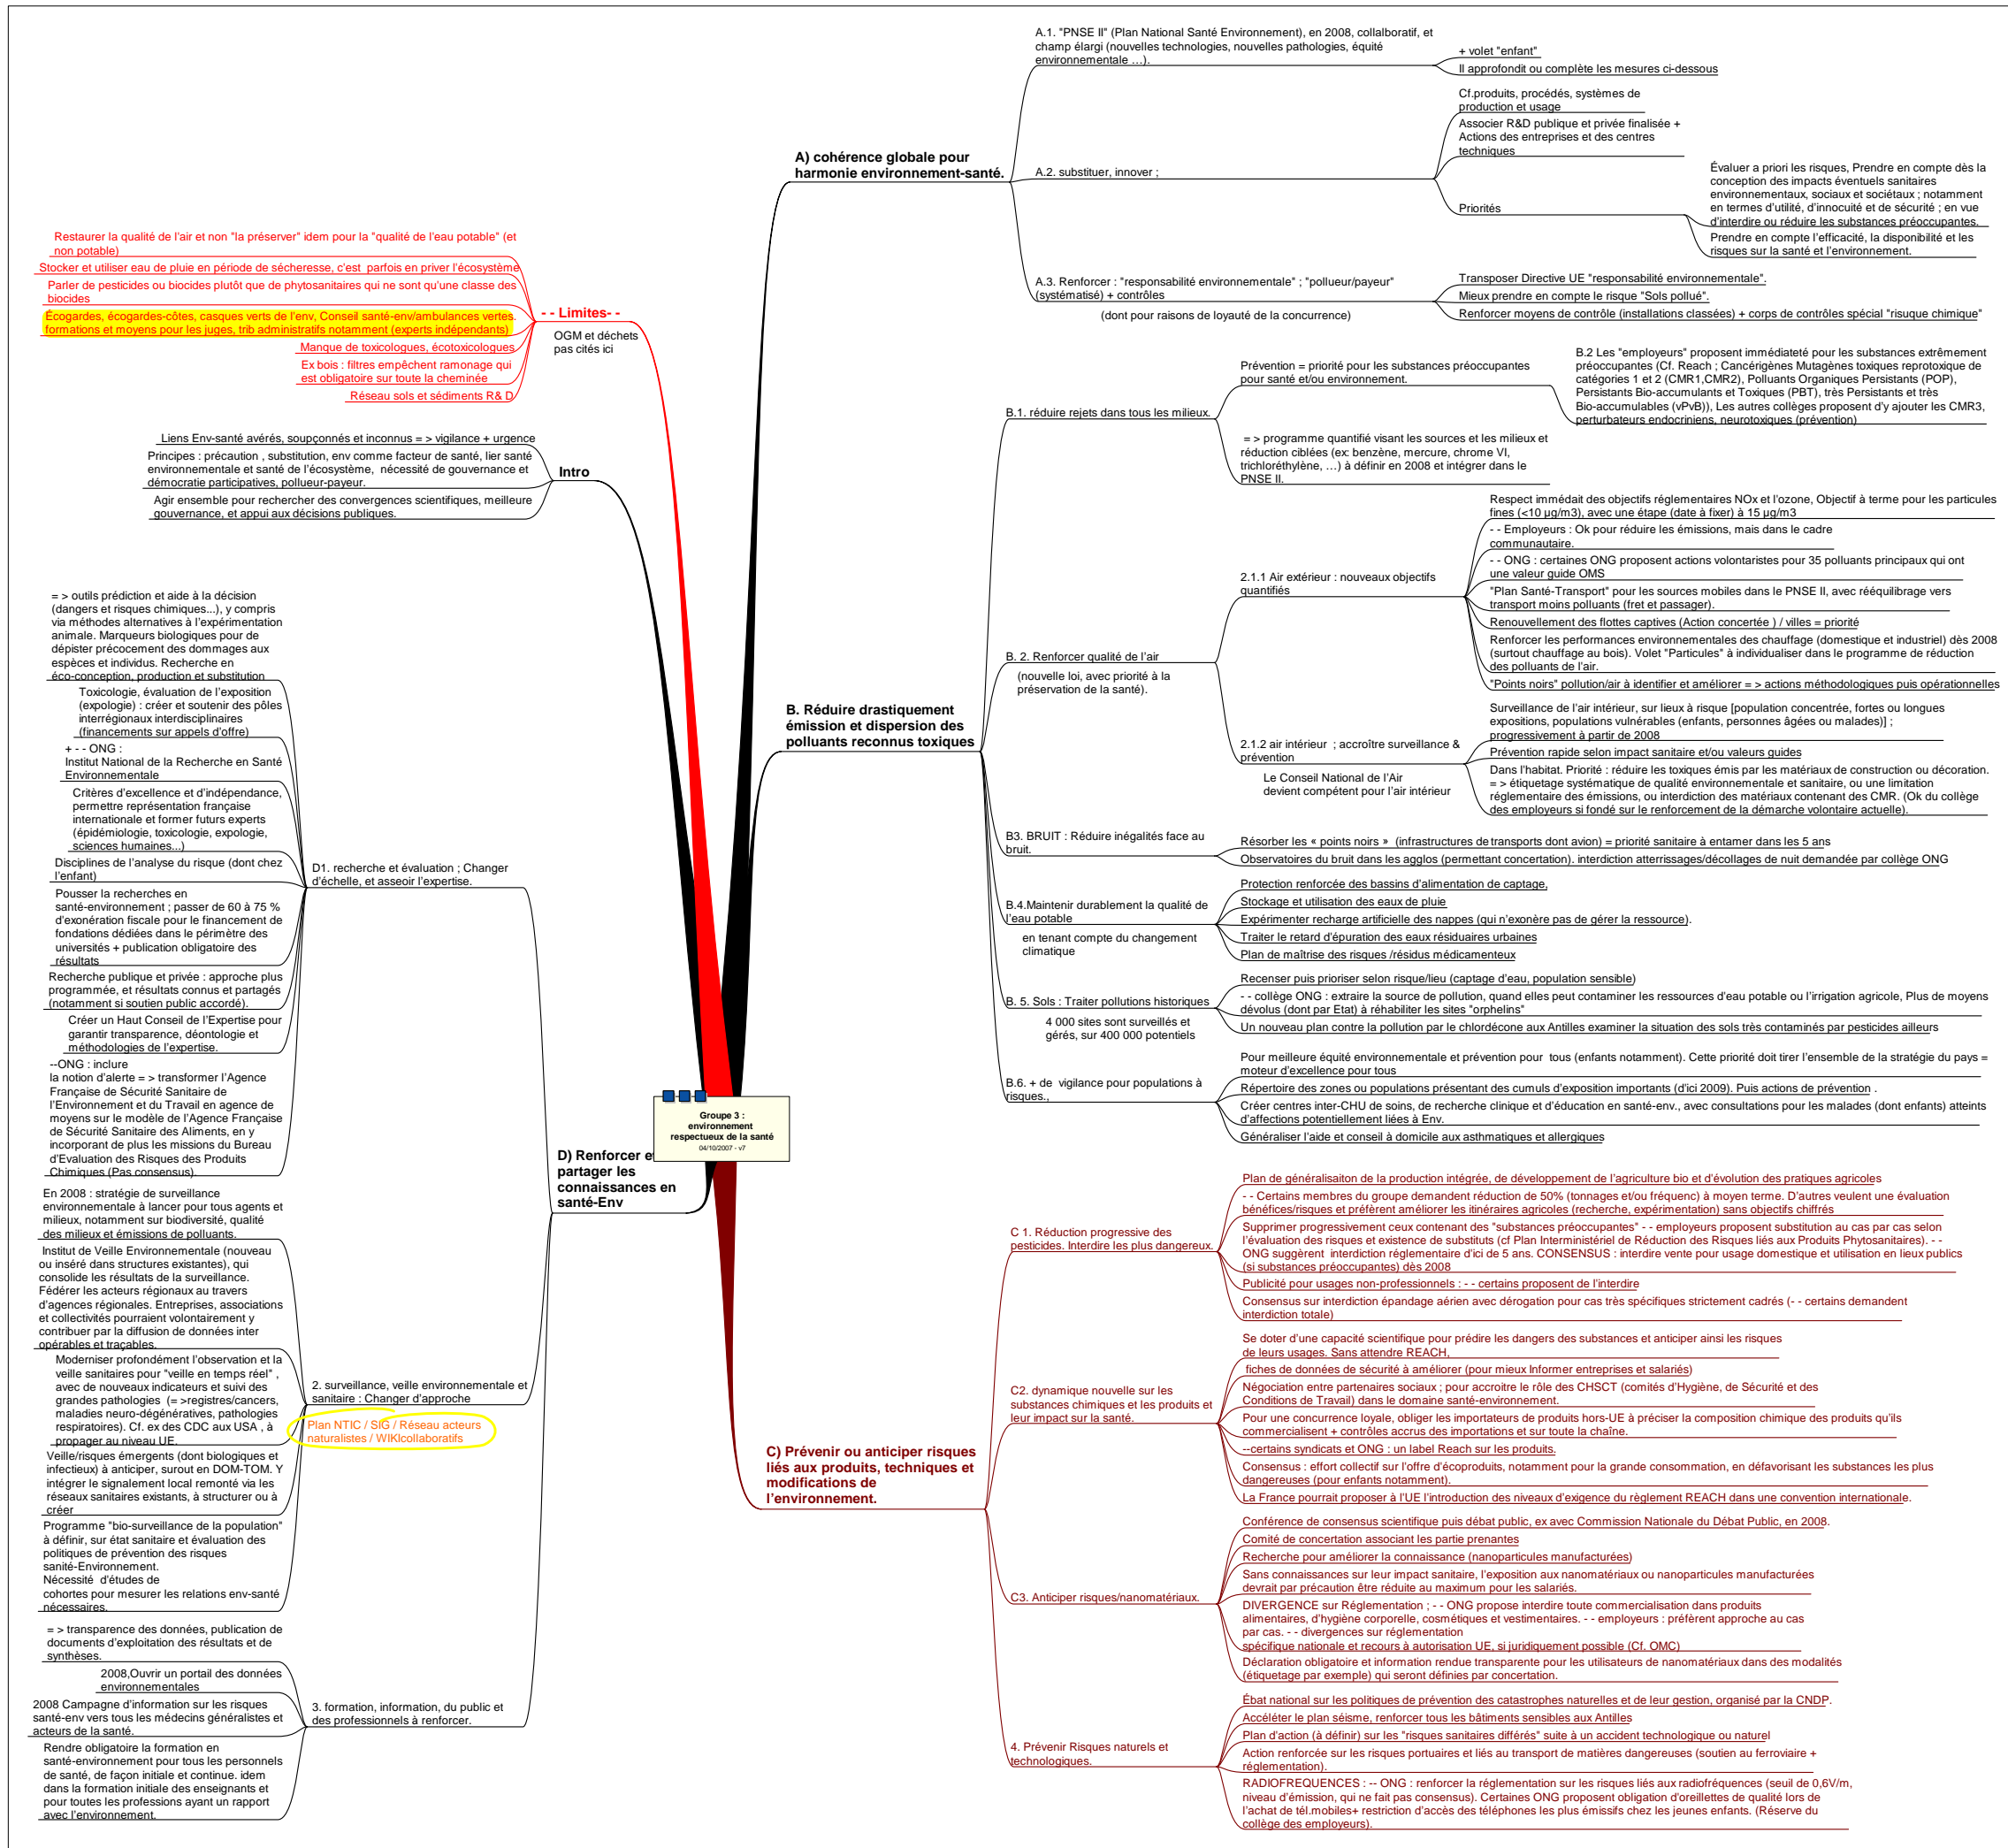 A.1. "PNSE II" (Plan National Santé Environnement), en 2008, collalboratif, et
champ élargi (nouvelles technologies, nouvelles pathologies, équité
environnementale …).
+ volet "enfant"
Il approfondit ou complète les mesures ci-dessous
A) cohérence globale pour
harmonie environnement-santé.
A.2. substituer, innover ;
Cf.produits, procédés, systèmes de
production et usage
Associer R&D publique et privée finalisée +
Actions des entreprises et des centres
techniques
Priorités
Évaluer a priori les risques, Prendre en compte dès la
conception des impacts éventuels sanitaires
environnementaux, sociaux et sociétaux ; notamment
en termes d'utilité, d'innocuité et de sécurité ; en vue
d'interdire ou réduire les substances préoccupantes.
Prendre en compte l'efficacité, la disponibilité et les
risques sur la santé et l'environnement.
A.3. Renforcer : "responsabilité environnementale" ; "pollueur/payeur"
(systématisé) + contrôles
(dont pour raisons de loyauté de la concurrence)
Transposer Directive UE "responsabilité environnementale".
Mieux prendre en compte le risque "Sols pollué".
Renforcer moyens de contrôle (installations classées) + corps de contrôles spécial "risuque chimique"
Restaurer la qualité de l'air et non "la préserver" idem pour la "qualité de l'eau potable" (et
non potable)
Stocker et utiliser eau de pluie en période de sécheresse, c'est parfois en priver l'écosystème
Parler de pesticides ou biocides plutôt que de phytosanitaires qui ne sont qu'une classe des
biocides
Écogardes, écogardes-côtes, casques verts de l'env, Conseil santé-env/ambulances vertes.
formations et moyens pour les juges, trib administratifs notamment (experts indépendants)
Manque de toxicologues, écotoxicologues
Ex bois : filtres empêchent ramonage qui
est obligatoire sur toute la cheminée
Réseau sols et sédiments R& D
- - Limites- -
OGM et déchets
pas cités ici
Intro
Liens Env-santé avérés, soupçonnés et inconnus = > vigilance + urgence
Principes : précaution , substitution, env comme facteur de santé, lier santé
environnementale et santé de l'écosystème, nécessité de gouvernance et
démocratie participatives, pollueur-payeur.
Agir ensemble pour rechercher des convergences scientifiques, meilleure
gouvernance, et appui aux décisions publiques.
B. Réduire drastiquement
émission et dispersion des
polluants reconnus toxiques
B.1. réduire rejets dans tous les milieux.
Prévention = priorité pour les substances préoccupantes
pour santé et/ou environnement.
B.2 Les "employeurs" proposent immédiateté pour les substances extrêmement
préoccupantes (Cf. Reach ; Cancérigènes Mutagènes toxiques reprotoxique de
catégories 1 et 2 (CMR1,CMR2), Polluants Organiques Persistants (POP),
Persistants Bio-accumulants et Toxiques (PBT), très Persistants et très
Bio-accumulables (vPvB)), Les autres collèges proposent d'y ajouter les CMR3,
perturbateurs endocriniens, neurotoxiques (prévention)
= > programme quantifié visant les sources et les milieux et
réduction ciblées (ex: benzène, mercure, chrome VI,
trichloréthylène, …) à définir en 2008 et intégrer dans le
PNSE II.
B. 2. Renforcer qualité de l'air
(nouvelle loi, avec priorité à la
préservation de la santé).
2.1.1 Air extérieur : nouveaux objectifs
quantifiés
Respect immédait des objectifs réglementaires NOx et l'ozone, Objectif à terme pour les particules
fines (<10 µg/m3), avec une étape (date à fixer) à 15 µg/m3
- - Employeurs : Ok pour réduire les émissions, mais dans le cadre
communautaire.
- - ONG : certaines ONG proposent actions volontaristes pour 35 polluants principaux qui ont
une valeur guide OMS
"Plan Santé-Transport" pour les sources mobiles dans le PNSE II, avec rééquilibrage vers
transport moins polluants (fret et passager).
Renouvellement des flottes captives (Action concertée ) / villes = priorité
Renforcer les performances environnementales des chauffage (domestique et industriel) dès 2008
(surtout chauffage au bois). Volet "Particules" à individualiser dans le programme de réduction
des polluants de l'air.
"Points noirs" pollution/air à identifier et améliorer = > actions méthodologiques puis opérationnelles
2.1.2 air intérieur ; accroître surveillance &
prévention
Le Conseil National de l'Air
devient compétent pour l'air intérieur
Surveillance de l'air intérieur, sur lieux à risque [population concentrée, fortes ou longues
expositions, populations vulnérables (enfants, personnes âgées ou malades)] ;
progressivement à partir de 2008
Prévention rapide selon impact sanitaire et/ou valeurs guides
Dans l'habitat. Priorité : réduire les toxiques émis par les matériaux de construction ou décoration.
= > étiquetage systématique de qualité environnementale et sanitaire, ou une limitation
réglementaire des émissions, ou interdiction des matériaux contenant des CMR. (Ok du collège
des employeurs si fondé sur le renforcement de la démarche volontaire actuelle).
B3. BRUIT : Réduire inégalités face au
bruit.
Résorber les « points noirs » (infrastructures de transports dont avion) = priorité sanitaire à entamer dans les 5 ans
Observatoires du bruit dans les agglos (permettant concertation). interdiction atterrissages/décollages de nuit demandée par collège ONG
B.4.Maintenir durablement la qualité de
l'eau potable
en tenant compte du changement
climatique
Protection renforcée des bassins d'alimentation de captage,
Stockage et utilisation des eaux de pluie
Expérimenter recharge artificielle des nappes (qui n'exonère pas de gérer la ressource).
Traiter le retard d'épuration des eaux résiduaires urbaines
Plan de maîtrise des risques /résidus médicamenteux
B. 5. Sols : Traiter pollutions historiques
4 000 sites sont surveillés et
gérés, sur 400 000 potentiels
Recenser puis prioriser selon risque/lieu (captage d'eau, population sensible)
- - collège ONG : extraire la source de pollution, quand elles peut contaminer les ressources d'eau potable ou l'irrigation agricole, Plus de moyens
dévolus (dont par Etat) à réhabiliter les sites "orphelins"
Un nouveau plan contre la pollution par le chlordécone aux Antilles examiner la situation des sols très contaminés par pesticides ailleurs
B.6. + de vigilance pour populations à
risques.,
Pour meilleure équité environnementale et prévention pour tous (enfants notamment). Cette priorité doit tirer l'ensemble de la stratégie du pays =
moteur d'excellence pour tous
Répertoire des zones ou populations présentant des cumuls d'exposition importants (d'ici 2009). Puis actions de prévention .
Créer centres inter-CHU de soins, de recherche clinique et d'éducation en santé-env., avec consultations pour les malades (dont enfants) atteints
d'affections potentiellement liées à Env.
Généraliser l'aide et conseil à domicile aux asthmatiques et allergiques
Groupe 3 :
environnement
respectueux de la santé
04/10/2007 - v7
D) Renforcer et
partager les
connaissances en
santé-Env
D1. recherche et évaluation ; Changer
d'échelle, et asseoir l'expertise.
= > outils prédiction et aide à la décision
(dangers et risques chimiques...), y compris
via méthodes alternatives à l'expérimentation
animale. Marqueurs biologiques pour de
dépister précocement des dommages aux
espèces et individus. Recherche en
éco-conception, production et substitution
Toxicologie, évaluation de l'exposition
(expologie) : créer et soutenir des pôles
interrégionaux interdisciplinaires
(financements sur appels d'offre)
+ - - ONG :
Institut National de la Recherche en Santé
Environnementale
Critères d'excellence et d'indépendance,
permettre représentation française
internationale et former futurs experts
(épidémiologie, toxicologie, expologie,
sciences humaines...)
Disciplines de l'analyse du risque (dont chez
l'enfant)
Pousser la recherches en
santé-environnement ; passer de 60 à 75 %
d'exonération fiscale pour le financement de
fondations dédiées dans le périmètre des
universités + publication obligatoire des
résultats
Recherche publique et privée : approche plus
programmée, et résultats connus et partagés
(notamment si soutien public accordé).
Créer un Haut Conseil de l'Expertise pour
garantir transparence, déontologie et
méthodologies de l'expertise.
--ONG : inclure
la notion d'alerte = > transformer l'Agence
Française de Sécurité Sanitaire de
l'Environnement et du Travail en agence de
moyens sur le modèle de l'Agence Française
de Sécurité Sanitaire des Aliments, en y
incorporant de plus les missions du Bureau
d'Evaluation des Risques des Produits
Chimiques (Pas consensus).
2. surveillance, veille environnementale et
sanitaire : Changer d'approche
Plan NTIC / SIG / Réseau acteurs
naturalistes / WIKIcollaboratifs
En 2008 : stratégie de surveillance
environnementale à lancer pour tous agents et
milieux, notamment sur biodiversité, qualité
des milieux et émissions de polluants.
Institut de Veille Environnementale (nouveau
ou inséré dans structures existantes), qui
consolide les résultats de la surveillance.
Fédérer les acteurs régionaux au travers
d'agences régionales. Entreprises, associations
et collectivités pourraient volontairement y
contribuer par la diffusion de données inter
opérables et traçables.
Moderniser profondément l'observation et la
veille sanitaires pour "veille en temps réel" ,
avec de nouveaux indicateurs et suivi des
grandes pathologies (= >registres/cancers,
maladies neuro-dégénératives, pathologies
respiratoires). Cf. ex des CDC aux USA , à
propager au niveau UE.
Veille/risques émergents (dont biologiques et
infectieux) à anticiper, surout en DOM-TOM. Y
intégrer le signalement local remonté via les
réseaux sanitaires existants, à structurer ou à
créer
Programme "bio-surveillance de la population"
à définir, sur état sanitaire et évaluation des
politiques de prévention des risques
sanité-Environnement.
Nécessité d'études de
cohortes pour mesurer les relations env-santé
nécessaires.
3. formation, information, du public et
des professionnels à renforcer.
= > transparence des données, publication de
documents d'exploitation des résultats et de
synthèses.
2008,Ouvrir un portail des données
environnementales
2008 Campagne d'information sur les risques
santé-env vers tous les médecins généralistes et
acteurs de la santé.
Rendre obligatoire la formation en
santé-environnement pour tous les personnels
de santé, de façon initiale et continue. idem
dans la formation initiale des enseignants et
pour toutes les professions ayant un rapport
avec l'environnement.
C) Prévenir ou anticiper risques
liés aux produits, techniques et
modifications de
l'environnement.
C 1. Réduction progressive des
pesticides. Interdire les plus dangereux.
Plan de généralisaiton de la production intégrée, de développement de l'agriculture bio et d'évolution des pratiques agricoles
- - Certains membres du groupe demandent réduction de 50% (tonnages et/ou fréquenc) à moyen terme. D'autres veulent une évaluation
bénéfices/risques et préfèrent améliorer les itinéraires agricoles (recherche, expérimentation) sans objectifs chiffrés
Supprimer progressivement ceux contenant des "substances préoccupantes" - - employeurs proposent substitution au cas par cas selon
l'évaluation des risques et existence de substituts (cf Plan Interministériel de Réduction des Risques liés aux Produits Phytosanitaires). - -
ONG suggèrent interdiction réglementaire d'ici de 5 ans. CONSENSUS : interdire vente pour usage domestique et utilisation en lieux publics
(si substances préoccupantes) dès 2008
Publicité pour usages non-professionnels : - - certains proposent de l'interdire
Consensus sur interdiction épandage aérien avec dérogation pour cas très spécifiques strictement cadrés (- - certains demandent
interdiction totale)
C2. dynamique nouvelle sur les
substances chimiques et les produits et
leur impact sur la santé.
Se doter d'une capacité scientifique pour prédire les dangers des substances et anticiper ainsi les risques
de leurs usages. Sans attendre REACH,
fiches de données de sécurité à améliorer (pour mieux Informer entreprises et salariés)
Négociation entre partenaires sociaux ; pour accroitre le rôle des CHSCT (comités d'Hygiène, de Sécurité et des
Conditions de Travail) dans le domaine santé-environnement.
Pour une concurrence loyale, obliger les importateurs de produits hors-UE à préciser la composition chimique des produits qu'ils
commercialisent + contrôles accrus des importations et sur toute la chaîne.
--certains syndicats et ONG : un label Reach sur les produits.
Consensus : effort collectif sur l'offre d'écoproduits, notamment pour la grande consommation, en défavorisant les substances les plus
dangereuses (pour enfants notamment).
La France pourrait proposer à l'UE l'introduction des niveaux d'exigence du règlement REACH dans une convention internationale.
C3. Anticiper risques/nanomatériaux.
Conférence de consensus scientifique puis débat public, ex avec Commission Nationale du Débat Public, en 2008.
Comité de concertation associant les partie prenantes
Recherche pour améliorer la connaissance (nanoparticules manufacturées)
Sans connaissances sur leur impact sanitaire, l'exposition aux nanomatériaux ou nanoparticules manufacturées
devrait par précaution être réduite au maximum pour les salariés.
DIVERGENCE sur Réglementation ; - - ONG propose interdire toute commercialisation dans produits
alimentaires, d'hygiène corporelle, cosmétiques et vestimentaires. - - employeurs : préfèrent approche au cas
par cas. - - divergences sur réglementation
spécifique nationale et recours à autorisation UE, si juridiquement possible (Cf. OMC)
Déclaration obligatoire et information rendue transparente pour les utilisateurs de nanomatériaux dans des modalités
(étiquetage par exemple) qui seront définies par concertation.
4. Prévenir Risques naturels et
technologiques.
Ébat national sur les politiques de prévention des catastrophes naturelles et de leur gestion, organisé par la CNDP.
Accéléter le plan séisme, renforcer tous les bâtiments sensibles aux Antilles
Plan d'action (à définir) sur les "risques sanitaires différés" suite à un accident technologique ou naturel
Action renforcée sur les risques portuaires et liés au transport de matières dangereuses (soutien au ferroviaire +
réglementation).
RADIOFREQUENCES : -- ONG : renforcer la réglementation sur les risques liés aux radiofréquences (seuil de 0,6V/m,
niveau d'émission, qui ne fait pas consensus). Certaines ONG proposent obligation d'oreillettes de qualité lors de
l'achat de tél.mobiles+ restriction d'accès des téléphones les plus émissifs chez les jeunes enfants. (Réserve du
collège des employeurs).